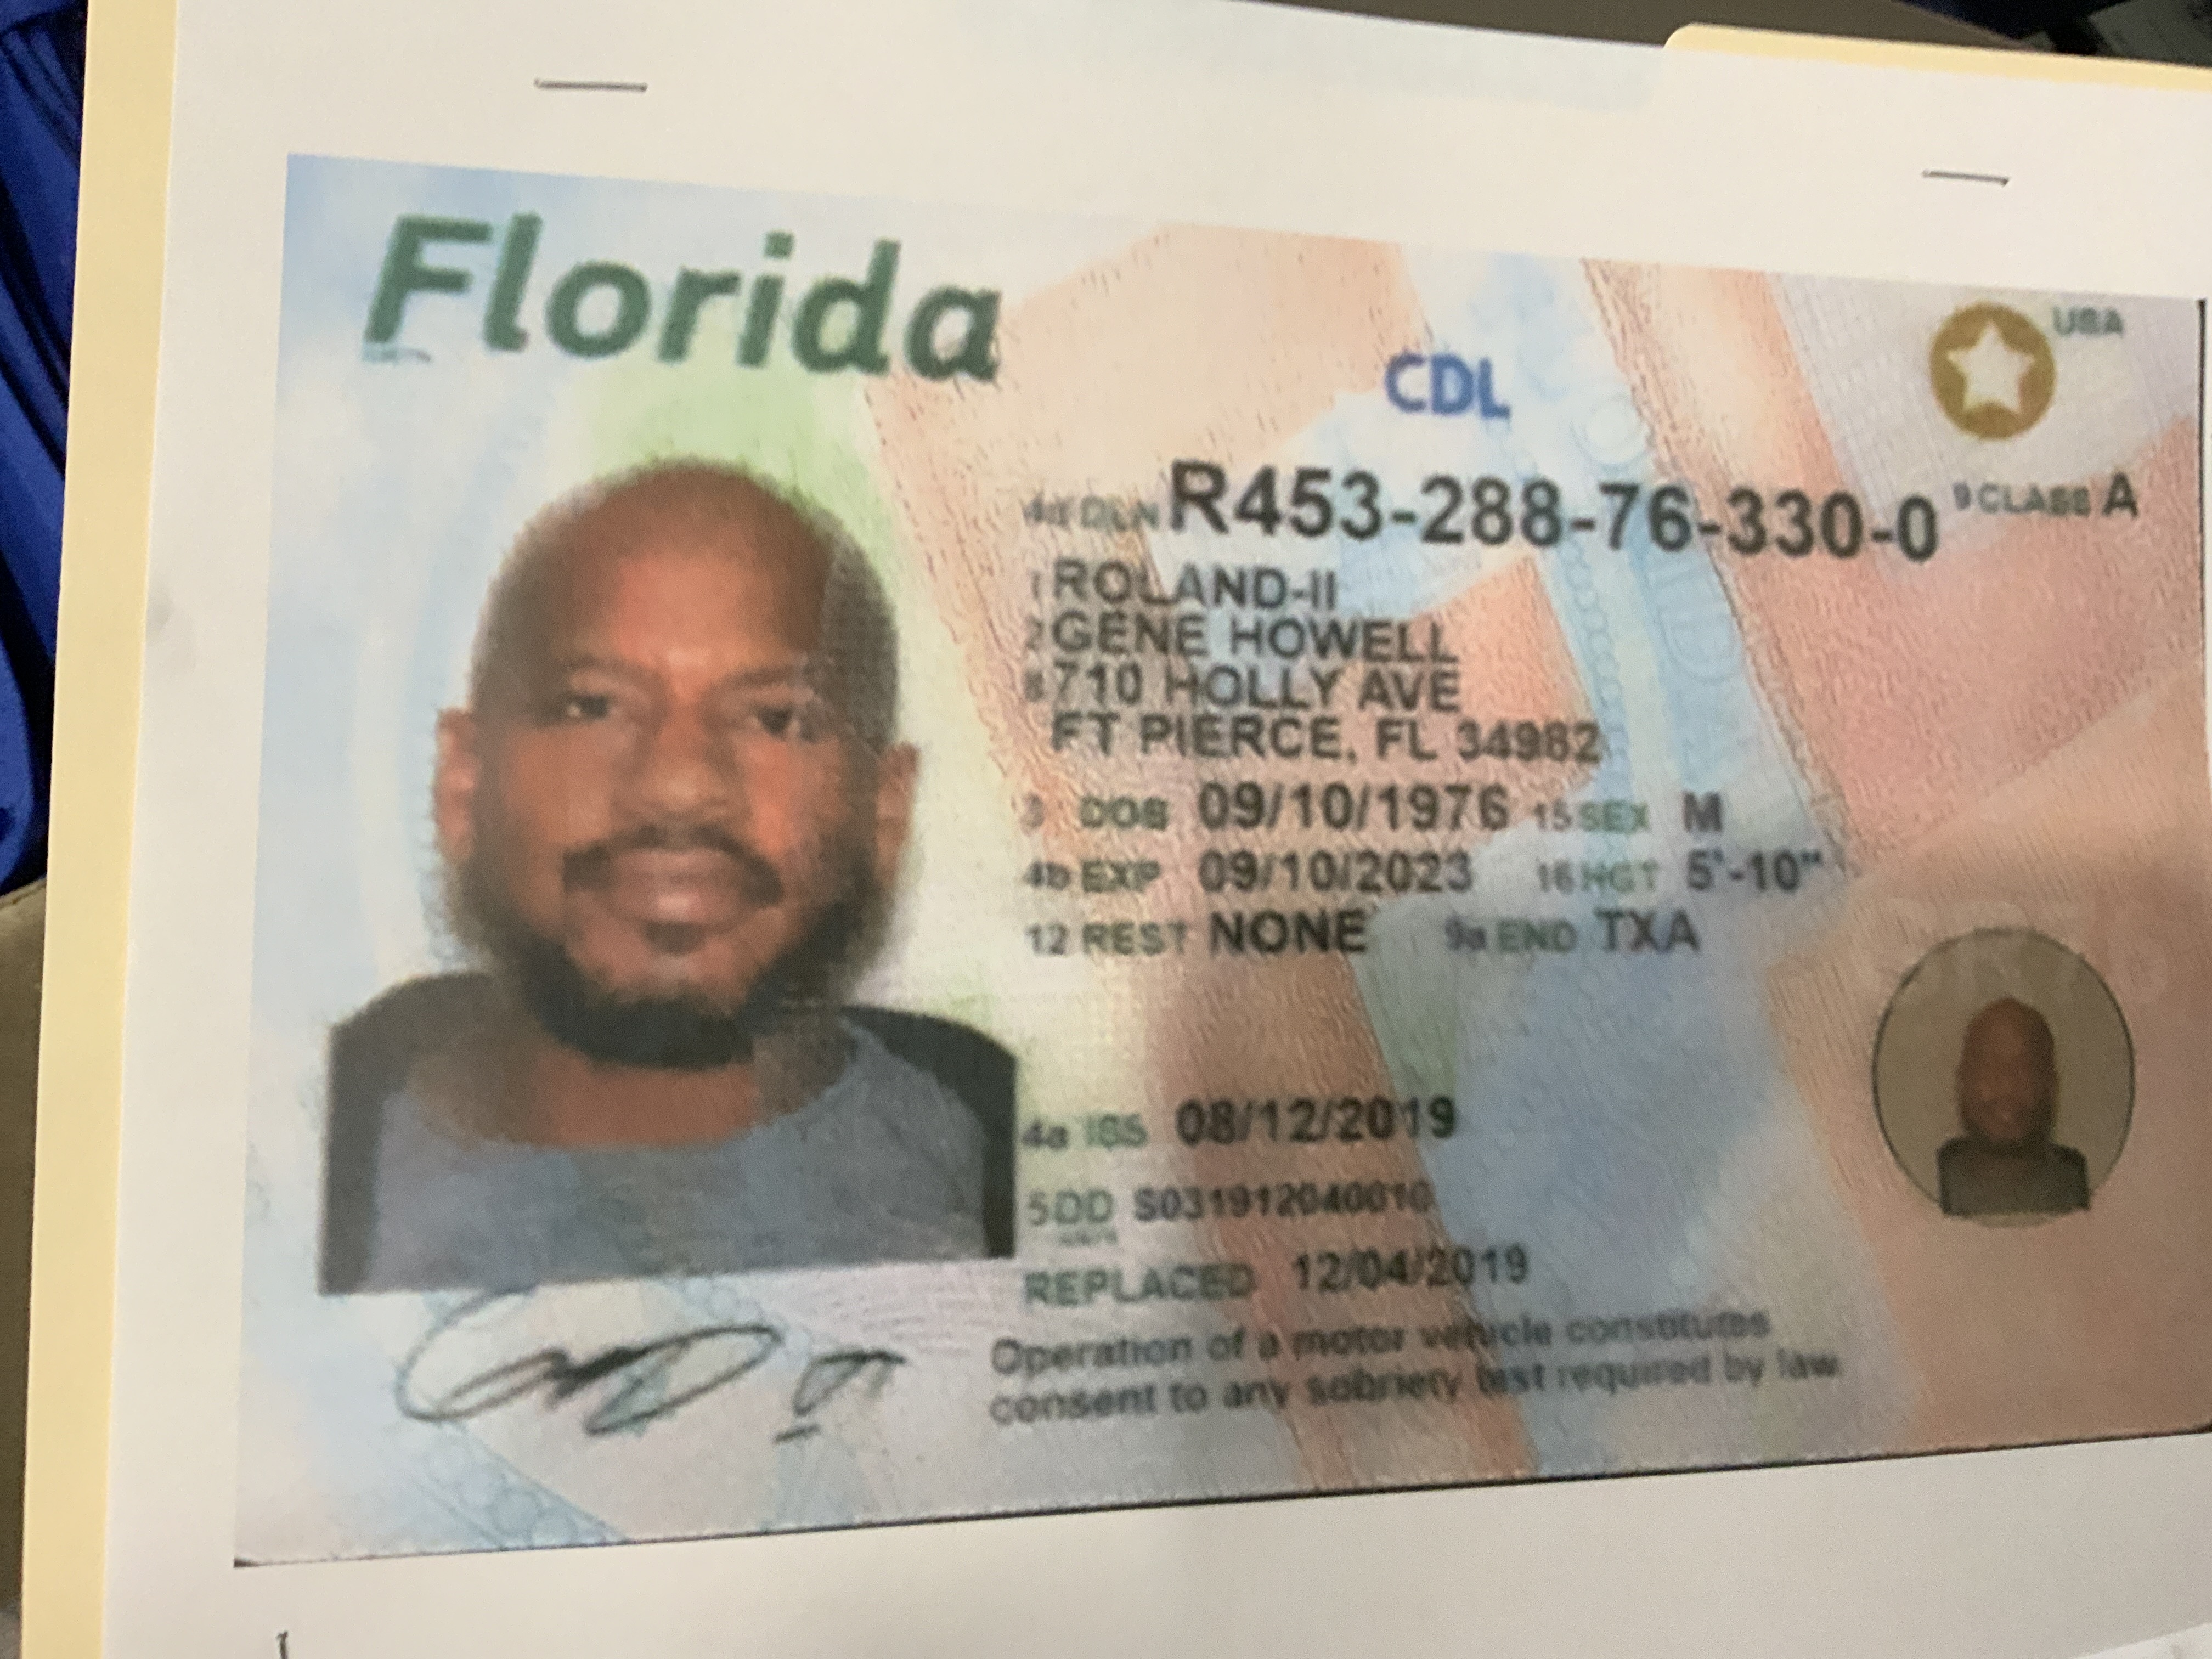 Florida
USA
CDL
4d DLN R453-288-76-330-0 9 CLASS A
1 ROLAND-II
2 GENE HOWELL
8 710 HOLLY AVE
FT PIERCE, FL 34982
3 DOB 09/10/1976 15 SEX M
4b EXP 09/10/2023 16 HGT 5'-10"
12 REST NONE 9a END TXA
4a ISS 08/12/2019
5 DD S031912040010
REPLACED 12/04/2019
Operation of a motor vehicle constitutes
consent to any sobriety test required by law.